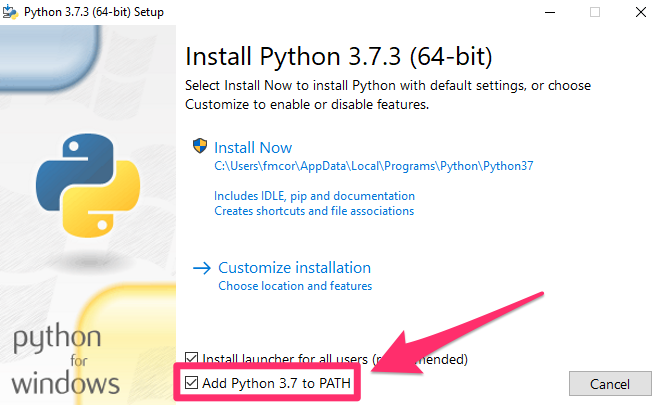 Python 3.7.3 (64-bit) Setup
Install Python 3.7.3 (64-bit)
Select Install Now to install Python with default settings, or choose
Customize to enable or disable features.
Install Now
C:\Users\fmcor\AppData\Local\Programs\Python\Python37
Includes IDLE, pip and documentation
Creates shortcuts and file associations
Customize installation
Choose location and features
python
for
windows
Install launcher for all users (recommended)
Add Python 3.7 to PATH
Cancel